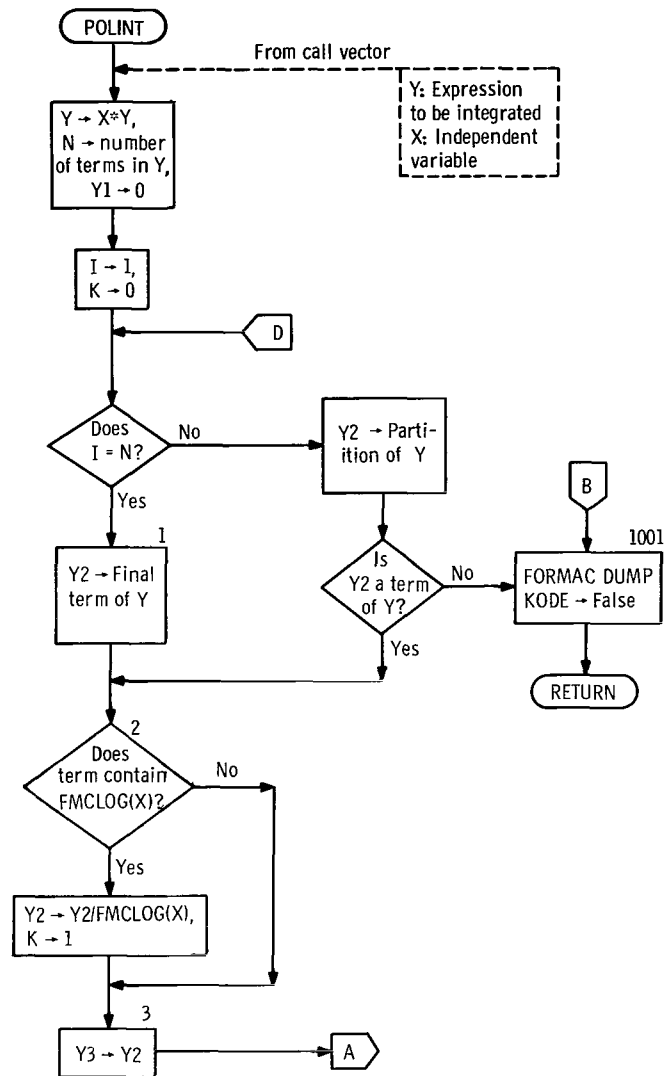 POLINT
From call vector
Y: Expression
to be integrated
X: Independent
variable
Y → X*Y,
N → number
of terms in Y,
Y1 → 0
I → 1,
K → 0
D
Does
I = N?
No
Yes
Y2 → Parti-
ition of Y
B
1
Y2 → Final
term of Y
Is
Y2 a term
of Y?
No
Yes
1001
FORMAC DUMP
KODE → False
RETURN
2
Does
term contain
FMCLOG(X)?
No
Yes
Y2 → Y2/FMCLOG(X),
K → 1
3
Y3 → Y2
A